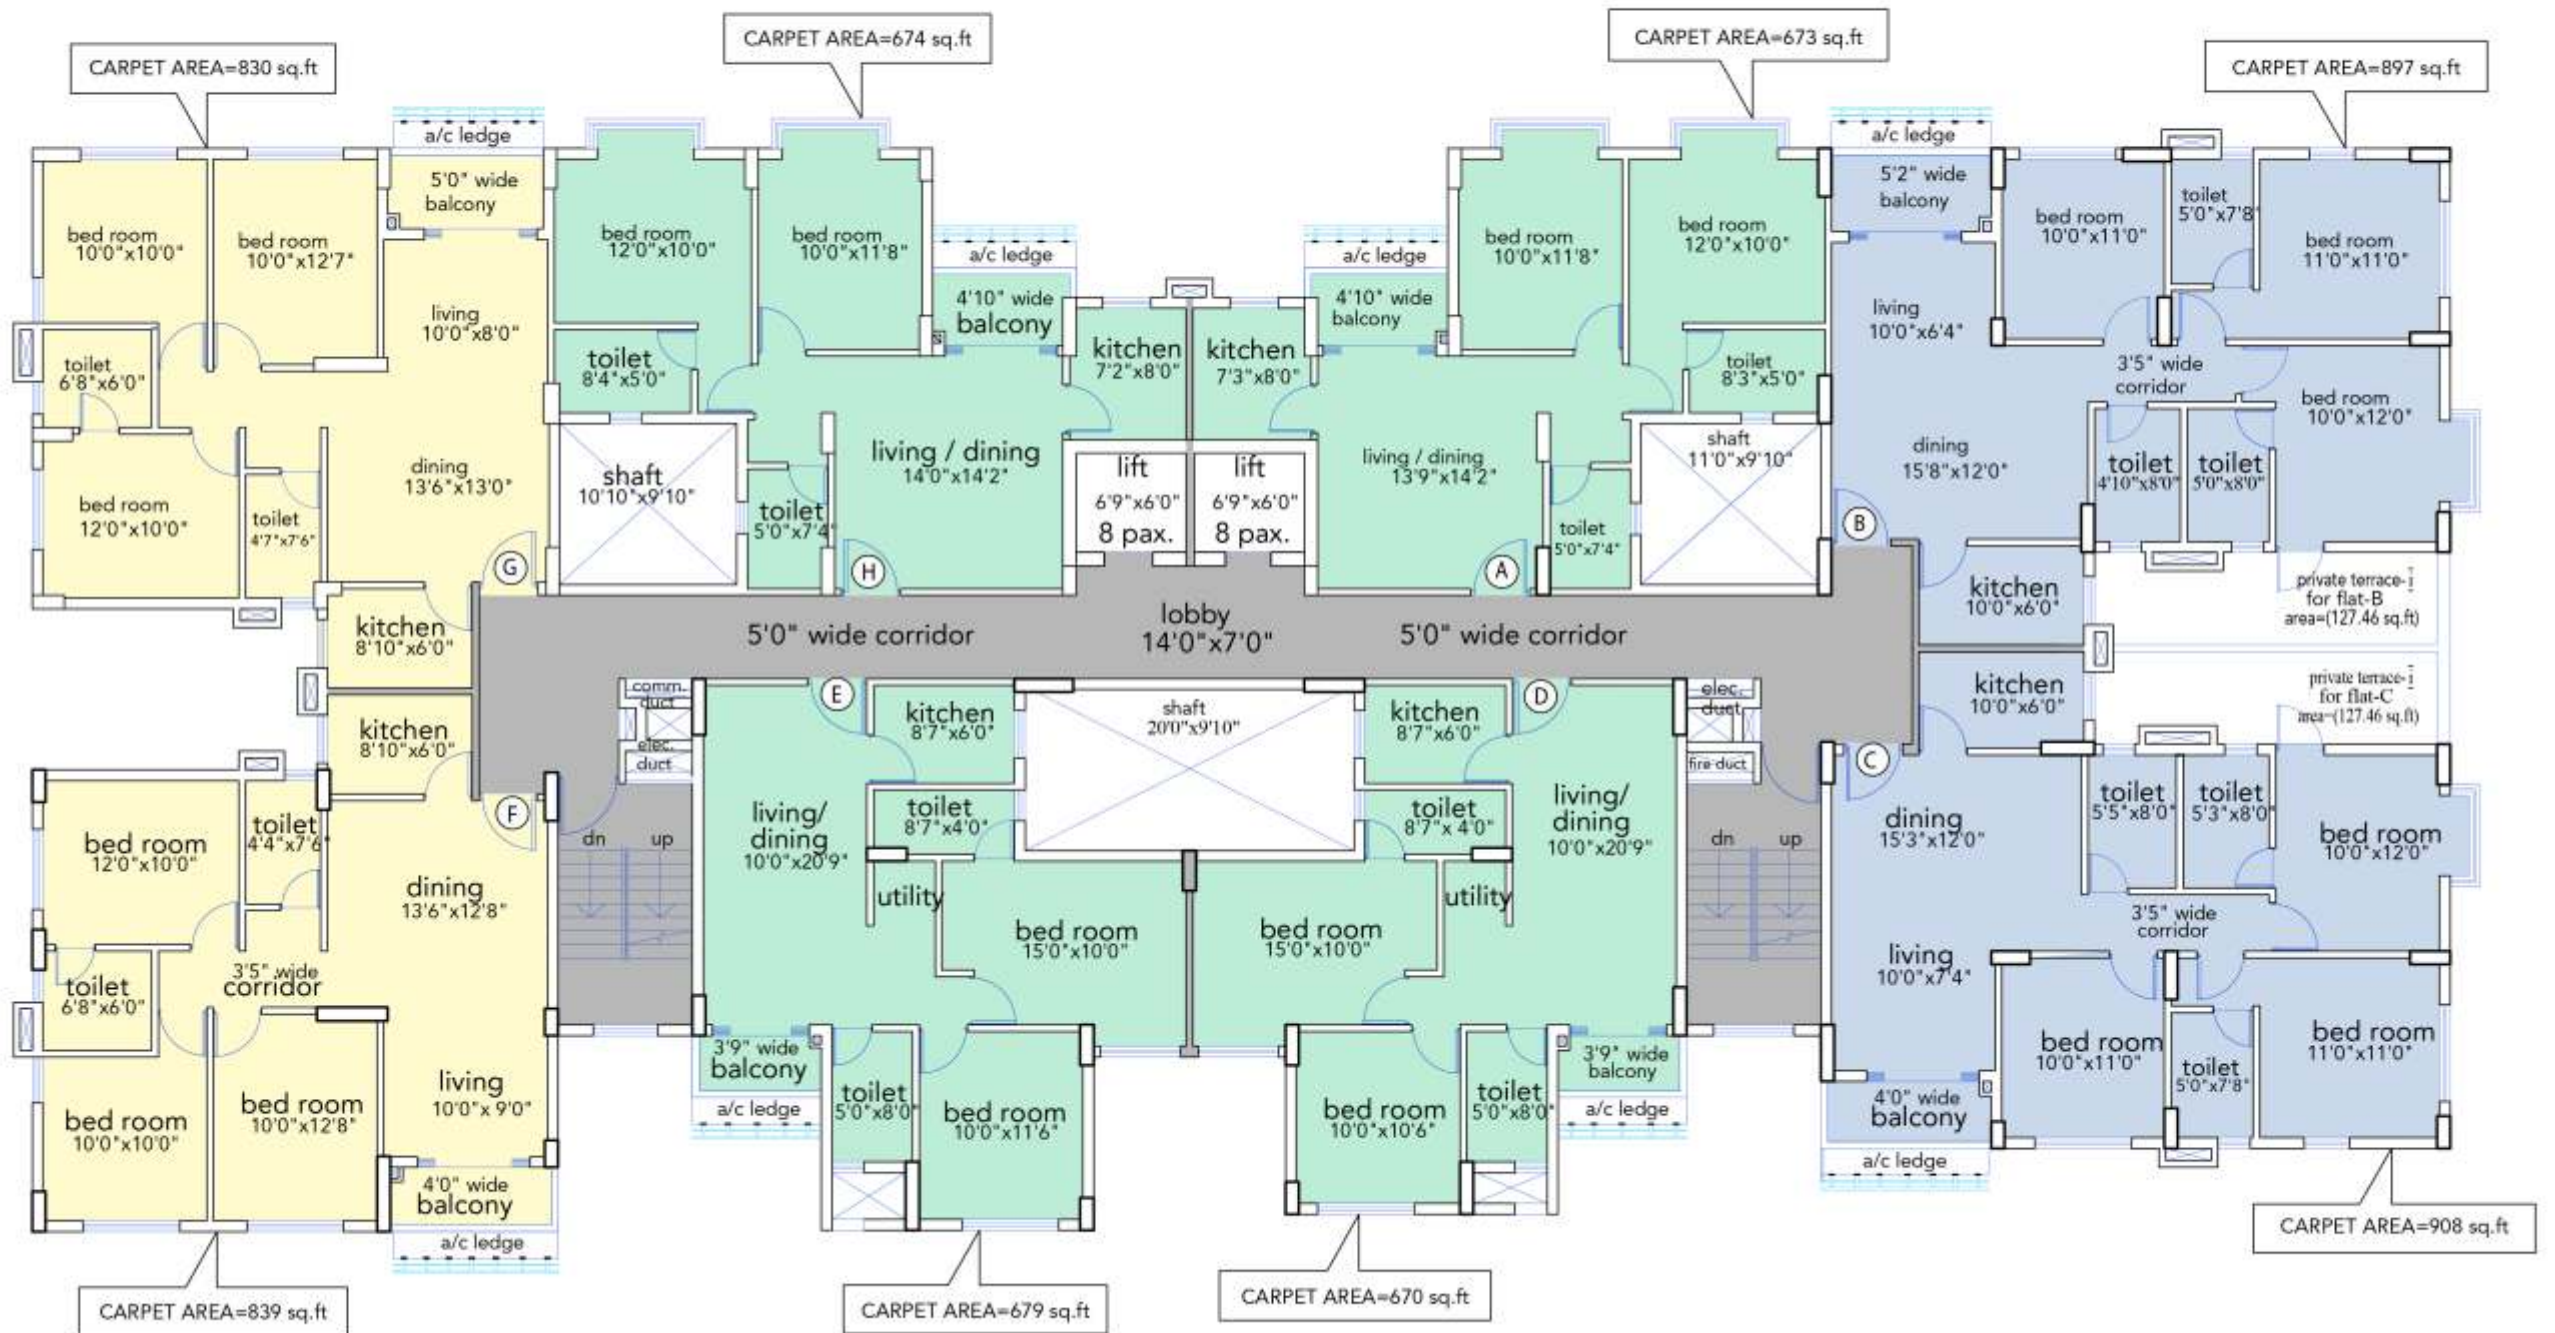 CARPET AREA=830 sq.ft
CARPET AREA=674 sq.ft
CARPET AREA=673 sq.ft
CARPET AREA=897 sq.ft
a/c ledge
5'0" wide
balcony
bed room
10'0"x10'0"
bed room
10'0"x12'7"
living
10'0"x8'0"
toilet
6'8"x6'0"
dining
13'6"x13'0"
bed room
12'0"x10'0"
toilet
4'7"x7'6"
G
kitchen
8'10"x6'0"
bed room
12'0"x10'0"
bed room
10'0"x11'8"
a/c ledge
4'10" wide
balcony
toilet
8'4"x5'0"
kitchen
7'2"x8'0"
shaft
10'10"x9'10"
living / dining
14'0"x14'2"
toilet
5'0"x7'4"
H
lift
6'9"x6'0"
8 pax.
lift
6'9"x6'0"
8 pax.
kitchen
7'3"x8'0"
a/c ledge
4'10" wide
balcony
bed room
10'0"x11'8"
bed room
12'0"x10'0"
toilet
8'3"x5'0"
living / dining
13'9"x14'2"
shaft
11'0"x9'10"
toilet
5'0"x7'4"
A
a/c ledge
5'2" wide
balcony
bed room
10'0"x11'0"
toilet
5'0"x7'8"
bed room
11'0"x11'0"
living
10'0"x6'4"
3'5" wide
corridor
bed room
10'0"x12'0"
dining
15'8"x12'0"
toilet
4'10"x8'0"
toilet
5'0"x8'0"
B
kitchen
10'0"x6'0"
private terrace-1
for flat-B
area=(127.46 sq.ft)
5'0" wide corridor
lobby
14'0"x7'0"
5'0" wide corridor
kitchen
8'10"x6'0"
F
bed room
12'0"x10'0"
toilet
4'4"x7'6"
dining
13'6"x12'8"
toilet
6'8"x6'0"
3'5" wide
corridor
bed room
10'0"x10'0"
bed room
10'0"x12'8"
living
10'0"x 9'0"
4'0" wide
balcony
a/c ledge
comm.
duct
elec.
duct
dn
up
E
kitchen
8'7"x6'0"
living/
dining
10'0"x20'9"
toilet
8'7"x4'0"
utility
bed room
15'0"x10'0"
3'9" wide
balcony
a/c ledge
toilet
5'0"x8'0"
bed room
10'0"x11'6"
shaft
20'0"x9'10"
kitchen
8'7"x6'0"
D
toilet
8'7"x 4'0"
living/
dining
10'0"x20'9"
utility
bed room
15'0"x10'0"
bed room
10'0"x10'6"
toilet
5'0"x8'0"
3'9" wide
balcony
a/c ledge
elec.
duct
fire duct
dn
up
kitchen
10'0"x6'0"
private terrace-1
for flat-C
area=(127.46 sq.ft)
C
dining
15'3"x12'0"
toilet
5'5"x8'0"
toilet
5'3"x8'0"
bed room
10'0"x12'0"
3'5" wide
corridor
living
10'0"x7'4"
bed room
10'0"x11'0"
toilet
5'0"x7'8"
bed room
11'0"x11'0"
4'0" wide
balcony
a/c ledge
CARPET AREA=839 sq.ft
CARPET AREA=679 sq.ft
CARPET AREA=670 sq.ft
CARPET AREA=908 sq.ft